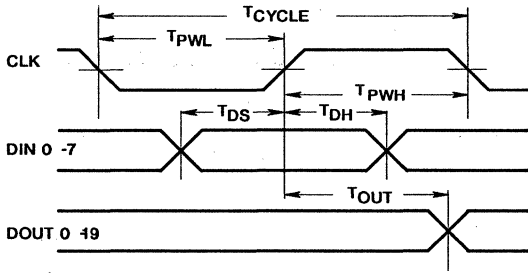 TCYCLE
TPWL
CLK
TPWH
TDS
TDH
DIN 0 -7
TOUT
DOUT 0 -19